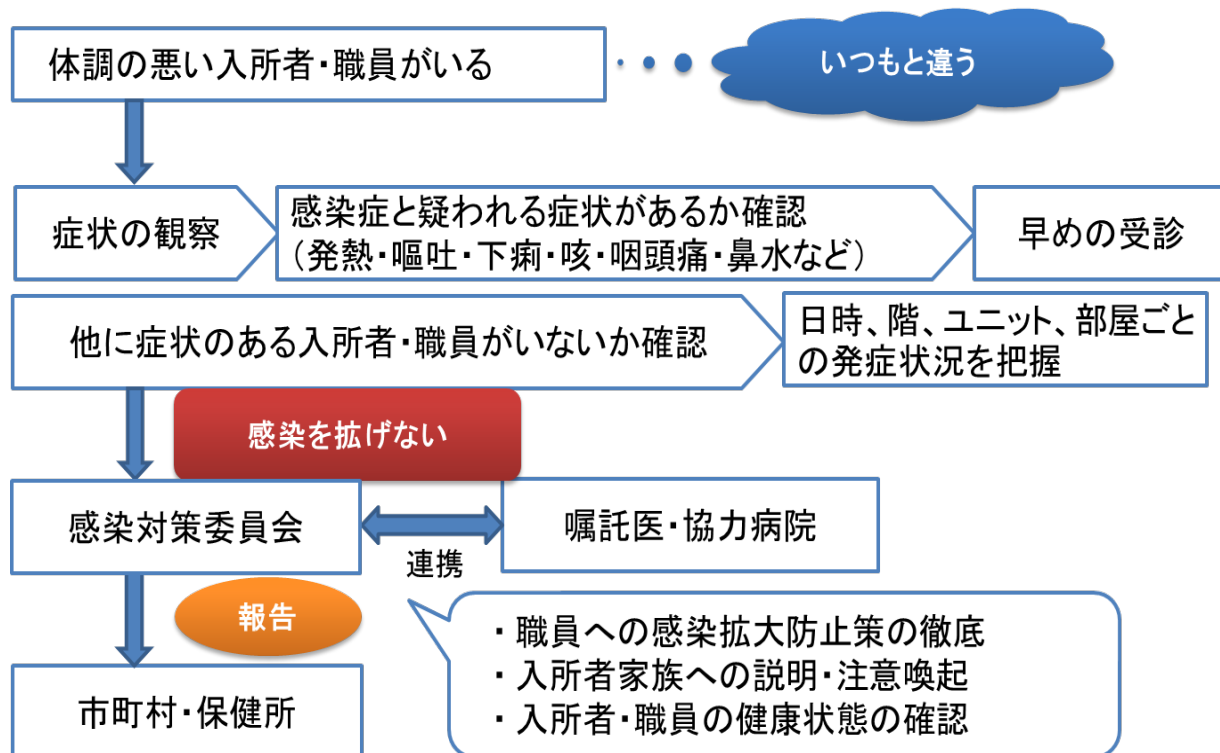 体調の悪い入所者・職員がいる
いつもと違う
症状の観察
感染症と疑われる症状があるか確認
（発熱・嘔吐・下痢・咳・咽頭痛・鼻水など）
早めの受診
他に症状のある入所者・職員がいないか確認
日時、階、ユニット、部屋ごと
の発症状況を把握
感染を拡げない
感染対策委員会
連携
嘱託医・協力病院
報告
・職員への感染拡大防止策の徹底
・入所者家族への説明・注意喚起
・入所者・職員の健康状態の確認
市町村・保健所